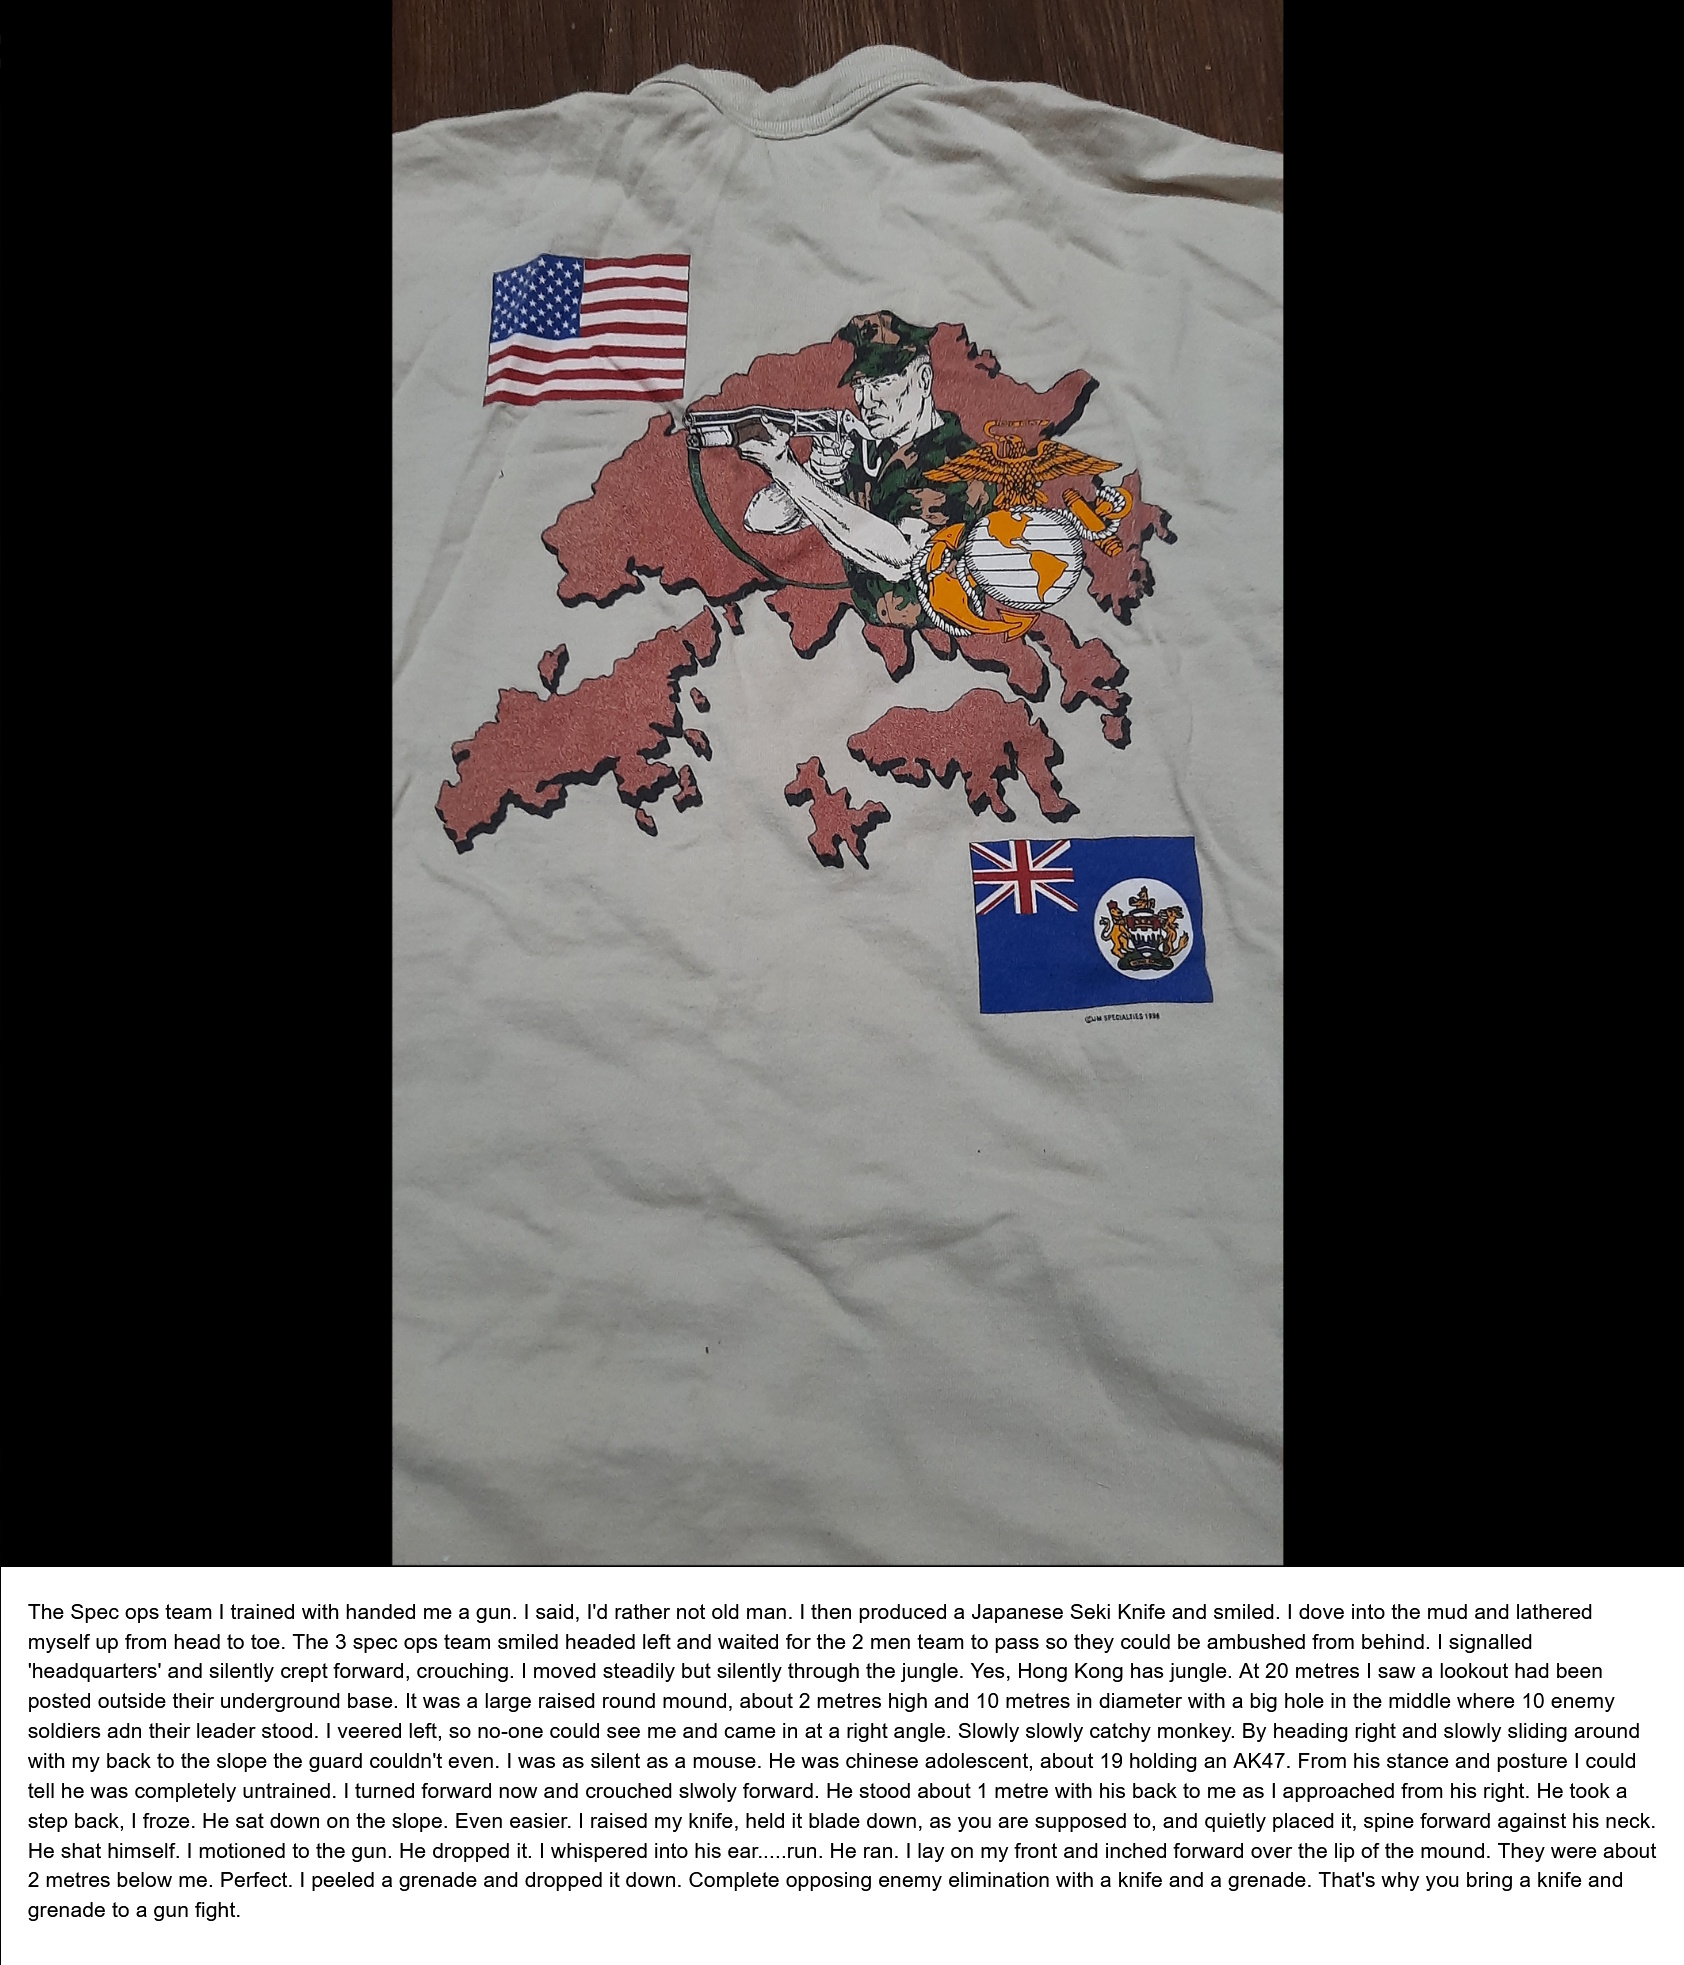 ©JM SPECIALTIES 1996
The Spec ops team I trained with handed me a gun. I said, I'd rather not old man. I then produced a Japanese Seki Knife and smiled. I dove into the mud and lathered
myself up from head to toe. The 3 spec ops team smiled headed left and waited for the 2 men team to pass so they could be ambushed from behind. I signalled
'headquarters' and silently crept forward, crouching. I moved steadily but silently through the jungle. Yes, Hong Kong has jungle. At 20 metres I saw a lookout had been
posted outside their underground base. It was a large raised round mound, about 2 metres high and 10 metres in diameter with a big hole in the middle where 10 enemy
soldiers adn their leader stood. I veered left, so no-one could see me and came in at a right angle. Slowly slowly catchy monkey. By heading right and slowly sliding around
with my back to the slope the guard couldn't even. I was as silent as a mouse. He was chinese adolescent, about 19 holding an AK47. From his stance and posture I could
tell he was completely untrained. I turned forward now and crouched slwoly forward. He stood about 1 metre with his back to me as I approached from his right. He took a
step back, I froze. He sat down on the slope. Even easier. I raised my knife, held it blade down, as you are supposed to, and quietly placed it, spine forward against his neck.
He shat himself. I motioned to the gun. He dropped it. I whispered into his ear.....run. He ran. I lay on my front and inched forward over the lip of the mound. They were about
2 metres below me. Perfect. I peeled a grenade and dropped it down. Complete opposing enemy elimination with a knife and a grenade. That's why you bring a knife and
grenade to a gun fight.